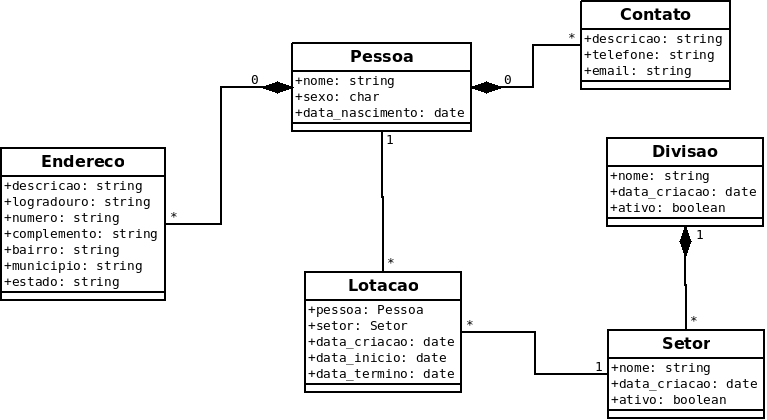 Contato
+descricao: string
+telefone: string
+email: string
*
0
Pessoa
+nome: string
+sexo: char
+data_nascimento: date
0
1
Endereco
+descricao: string
+logradouro: string
+numero: string
+complemento: string
+bairro: string
+municipio: string
+estado: string
*
Divisao
+nome: string
+data_criacao: date
+ativo: boolean
1
*
*
Lotacao
+pessoa: Pessoa
+setor: Setor
+data_criacao: date
+data_inicio: date
+data_termino: date
*
1
Setor
+nome: string
+data_criacao: date
+ativo: boolean